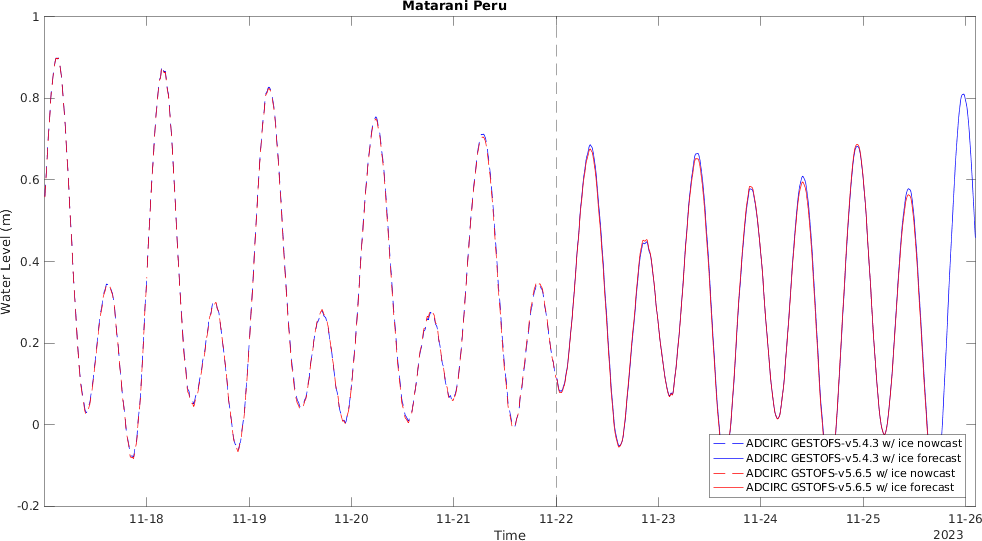 Matarani Peru
1
0.8
0.6
0.4
0.2
0
-0.2
Water Level (m)
ADCIRC GESTOFS-v5.4.3 w/ ice nowcast
ADCIRC GESTOFS-v5.4.3 w/ ice forecast
ADCIRC GSTOFS-v5.6.5 w/ ice nowcast
ADCIRC GSTOFS-v5.6.5 w/ ice forecast
11-18 11-19 11-20 11-21 11-22 11-23 11-24 11-25 11-26
Time
2023